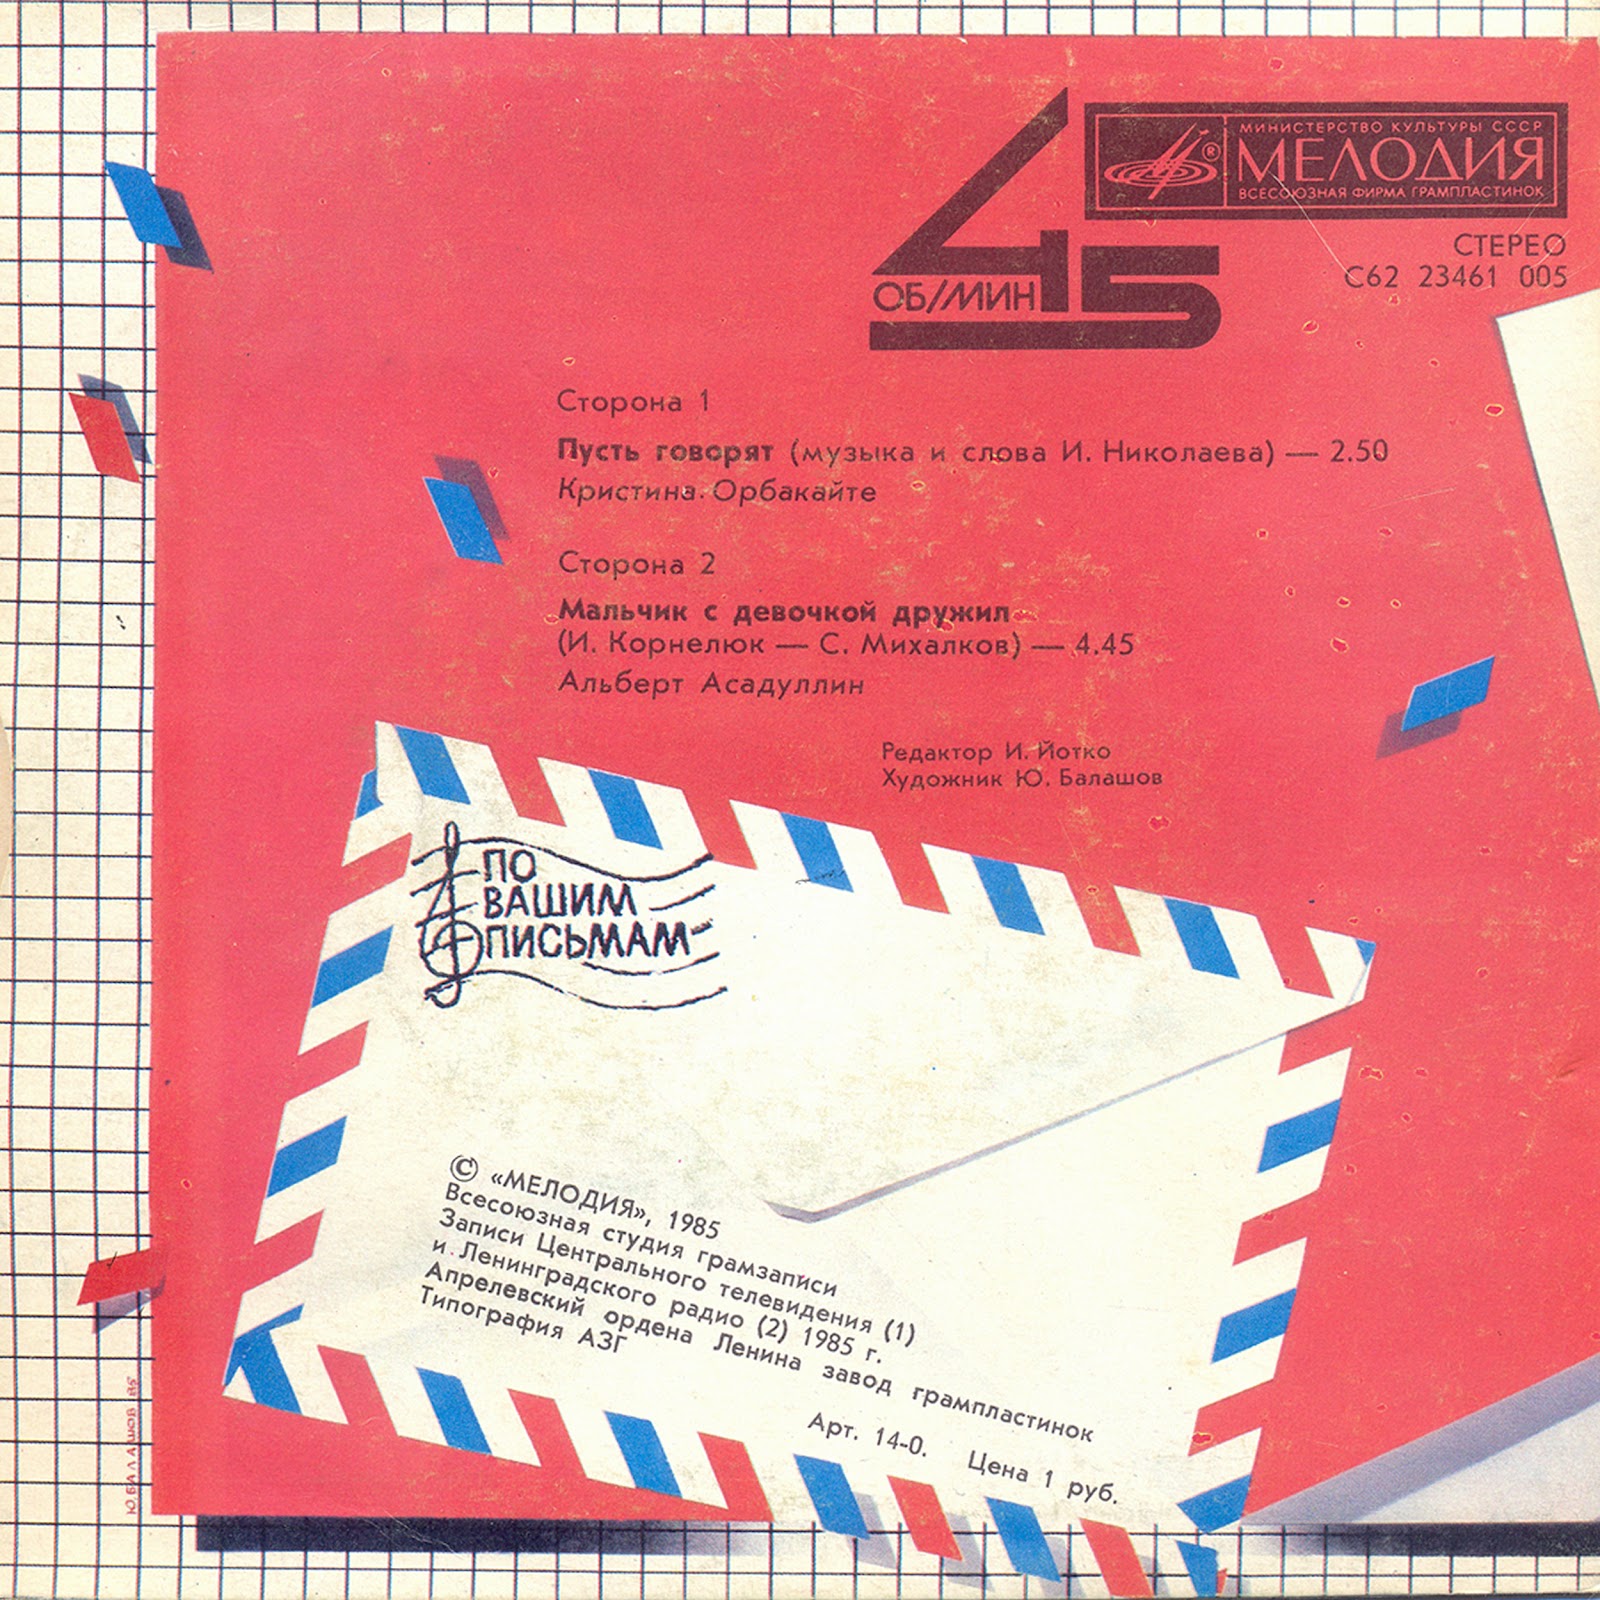 45
ОБ/МИН
МИНИСТЕРСТВО КУЛЬТУРЫ СССР
МЕЛОДИЯ
ВСЕСОЮЗНАЯ ФИРМА ГРАМПЛАСТИНОК
®
СТЕРЕО
С62 23461 005
Сторона 1
Пусть говорят (музыка и слова И. Николаева) — 2.50
Кристина Орбакайте
Сторона 2
Мальчик с девочкой дружил
(И. Корнелюк — С. Михалков) — 4.45
Альберт Асадуллин
Редактор И. Йотко
Художник Ю. Балашов
ПО
ВАШИМ
ПИСЬМАМ
© «МЕЛОДИЯ», 1985
Всесоюзная студия грамзаписи
Записи Центрального телевидения (1)
и Ленинградского радио (2) 1985 г.
Апрелевский ордена Ленина завод грампластинок
Типография АЗГ
Арт. 14-0. Цена 1 руб.
Ю. БАЛАШОВ 85